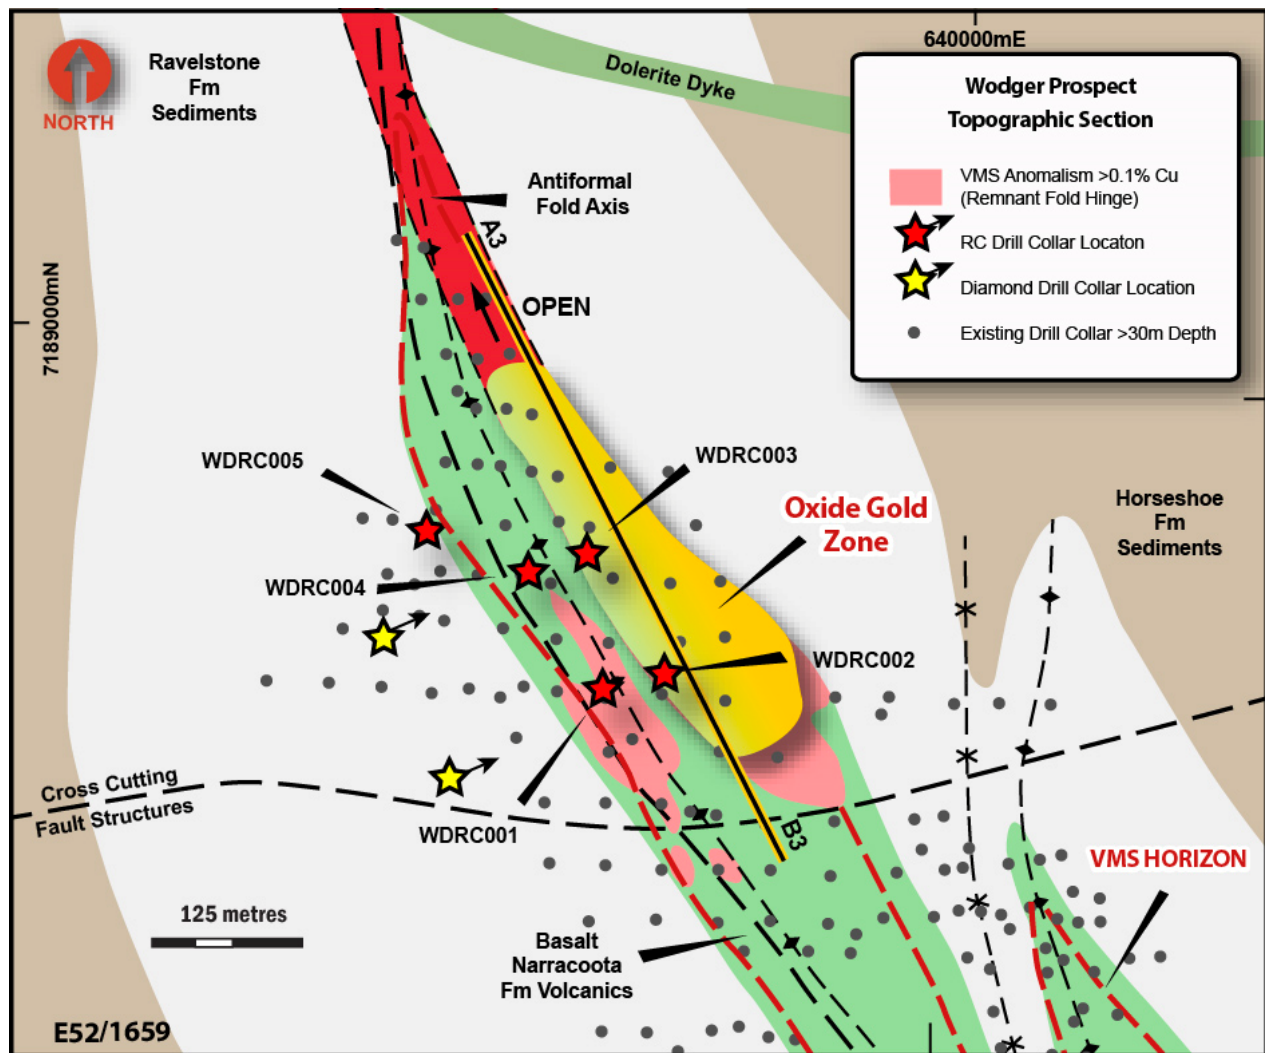 640000mE
Ravelstone
Fm
Sediments
NORTH
Dolerite Dyke
Wodger Prospect
Topographic Section
VMS Anomalism >0.1% Cu
(Remnant Fold Hinge)
RC Drill Collar Locaton
Diamond Drill Collar Location
Existing Drill Collar >30m Depth
Antiformal
Fold Axis
A3
OPEN
7189000mN
WDRC005
WDRC003
Oxide Gold
Zone
Horseshoe
Fm
Sediments
WDRC004
WDRC002
Cross Cutting
Fault Structures
WDRC001
B3
VMS HORIZON
125 metres
Basalt
Narracoota
Fm Volcanics
E52/1659